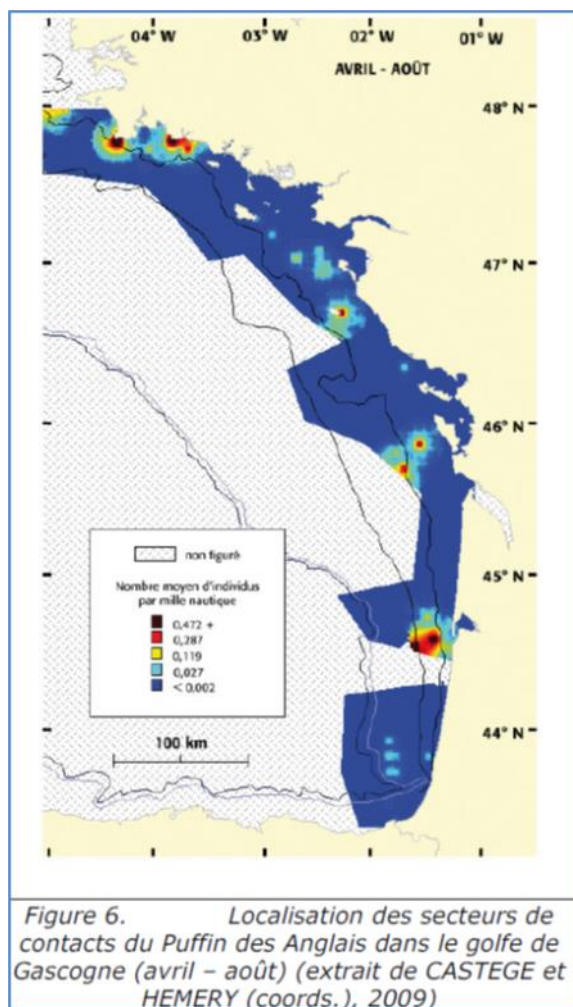 04° W 03° W 02° W 01° W
AVRIL - AOÛT
48° N
47° N
46° N
45° N
44° N
non figuré
Nombre moyen d'individus
par mille nautique
0,472 +
0,287
0,119
0,027
< 0,002
100 km
Figure 6. Localisation des secteurs de
contacts du Puffin des Anglais dans le golfe de
Gascogne (avril – août) (extrait de CASTEGE et
HEMERY (coords.), 2009)